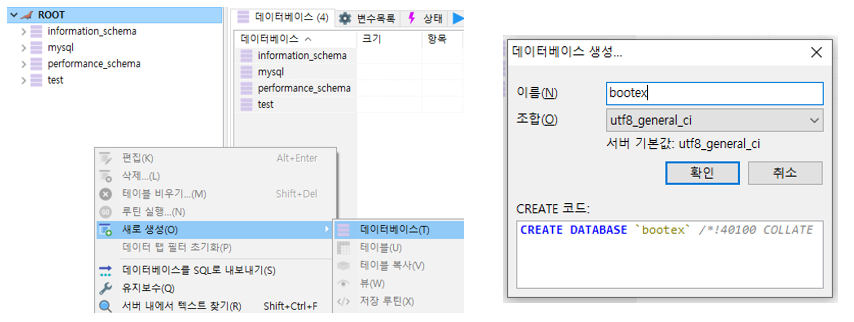 ROOT
information_schema
mysql
performance_schema
test
데이터베이스 (4) 변수목록 상태
데이터베이스 크기 항목
information_schema
mysql
performance_schema
test
편집(K) Alt+Enter
삭제...(L)
테이블 비우기...(M) Shift+Del
루틴 실행...(N)
새로 생성(O)
데이터 탭 필터 초기화(P)
데이터베이스를 SQL로 내보내기(S)
유지보수(Q)
서버 내에서 텍스트 찾기(R) Shift+Ctrl+F
데이터베이스(T)
테이블(U)
테이블 복사(V)
뷰(W)
저장 루틴(X)
데이터베이스 생성...
이름(N) bootex
조합(O) utf8_general_ci
서버 기본값: utf8_general_ci
확인 취소
CREATE 코드:
CREATE DATABASE `bootex` /*!40100 COLLATE